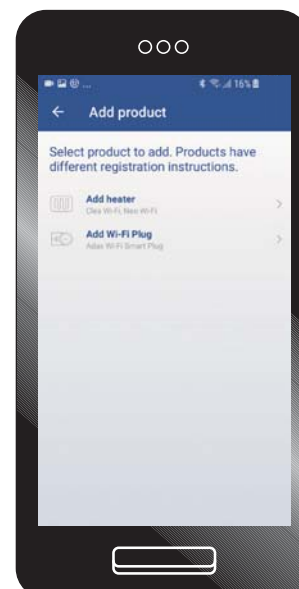 ... 16%
Add product
Select product to add. Products have
different registration instructions.
Add heater
Clea Wi-Fi, Neo Wi-Fi
Add Wi-Fi Plug
Adax Wi-Fi Smart Plug